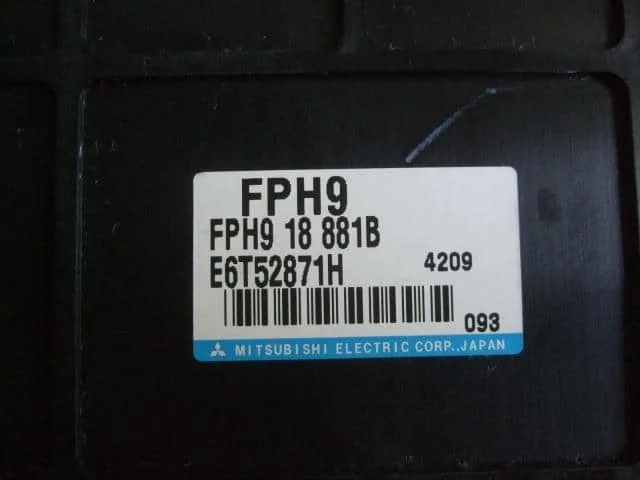 FPH9
FPH9 18 881B
E6T52871H 4209
093
MITSUBISHI ELECTRIC CORP.,JAPAN